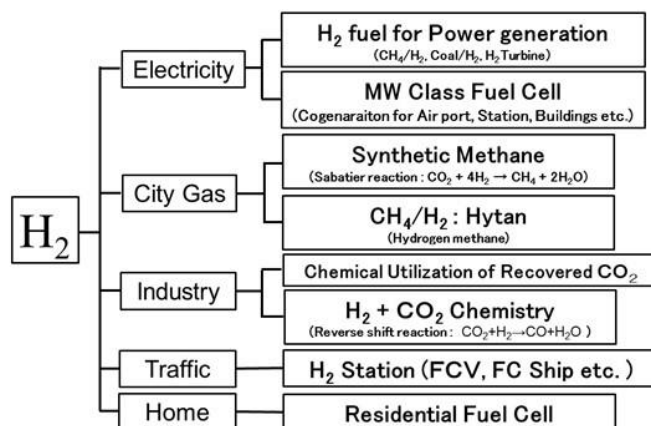 H₂
Electricity
H₂ fuel for Power generation
(CH₄/H₂, Coal/H₂, H₂Turbine)
MW Class Fuel Cell
(Cogenaraiton for Air port, Station, Buildings etc.)
City Gas
Synthetic Methane
(Sabatier reaction : CO₂ + 4H₂ → CH₄ + 2H₂O)
CH₄/H₂ : Hytan
(Hydrogen methane)
Industry
Chemical Utilization of Recovered CO₂
H₂ + CO₂ Chemistry
(Reverse shift reaction : CO₂+H₂→CO+H₂O )
Traffic
H₂ Station (FCV, FC Ship etc. )
Home
Residential Fuel Cell